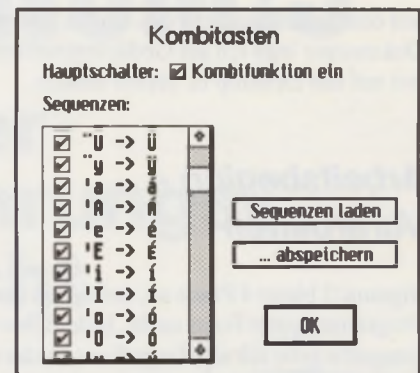 Kombitasten
Hauptschalter: ☑ Kombifunktion ein
Sequenzen:
☑ ¨U -> Ü
☑ ¨y -> ÿ
☑ 'a -> á
☑ 'A -> Á
☑ 'e -> é
☑ 'E -> É
☑ 'i -> í
☑ 'I -> Í
☑ 'o -> ó
☑ 'O -> Ó
Sequenzen laden
... abspeichern
OK